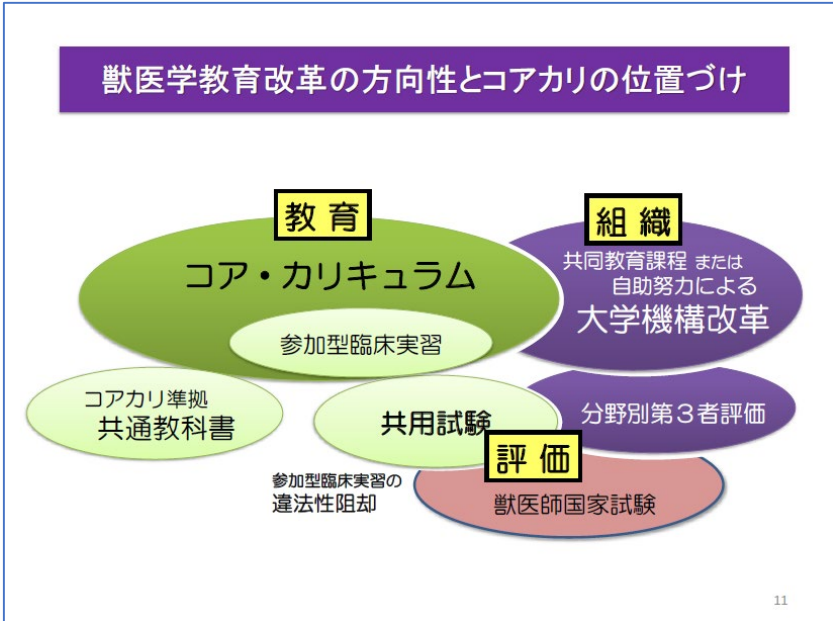 獣医学教育改革の方向性とコアカリの位置づけ
教育
コア・カリキュラム
参加型臨床実習
組織
共同教育課程 または
自助努力による
大学機構改革
コアカリ準拠
共通教科書
共用試験
分野別第３者評価
評価
参加型臨床実習の
違法性阻却
獣医師国家試験
11